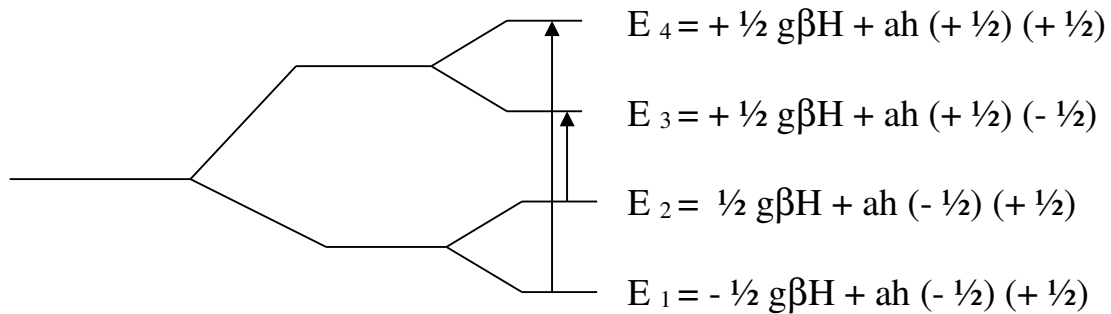 E 4 = + ½ gβH + ah (+ ½) (+ ½)
E 3 = + ½ gβH + ah (+ ½) (- ½)
E 2 = ½ gβH + ah (- ½) (+ ½)
E 1 = - ½ gβH + ah (- ½) (+ ½)